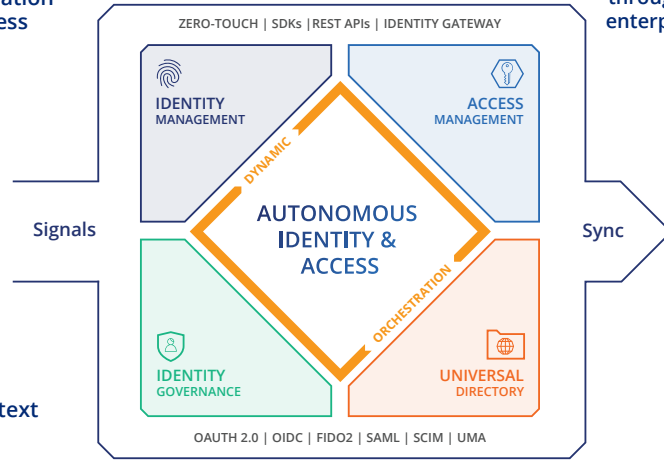 ZERO-TOUCH | SDKs | REST APIs | IDENTITY GATEWAY
IDENTITY
MANAGEMENT
ACCESS
MANAGEMENT
DYNAMIC
AUTONOMOUS
IDENTITY &
ACCESS
Signals
Sync
ORCHESTRATION
IDENTITY
GOVERNANCE
UNIVERSAL
DIRECTORY
OAUTH 2.0 | OIDC | FIDO2 | SAML | SCIM | UMA